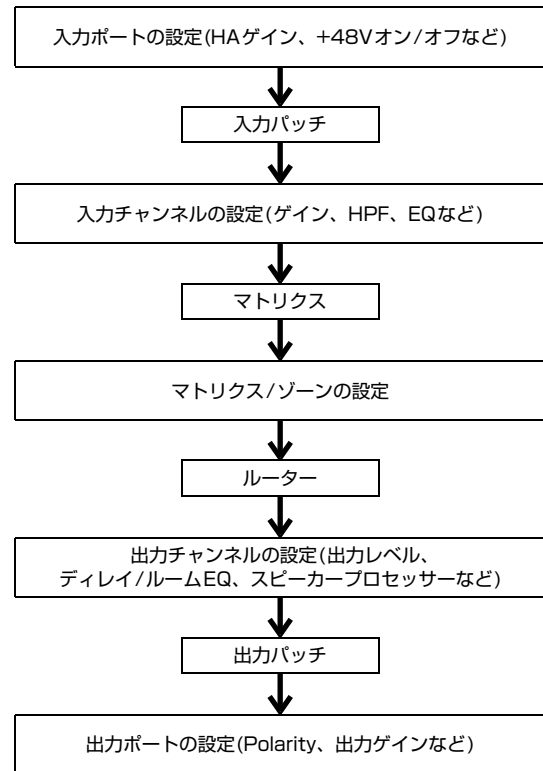 入力ポートの設定(HAゲイン、+48Vオン/オフなど)
入力パッチ
入力チャンネルの設定(ゲイン、HPF、EQなど)
マトリクス
マトリクス/ゾーンの設定
ルーター
出力チャンネルの設定(出力レベル、
ディレイ/ルームEQ、スピーカープロセッサーなど)
出力パッチ
出力ポートの設定(Polarity、出力ゲインなど)